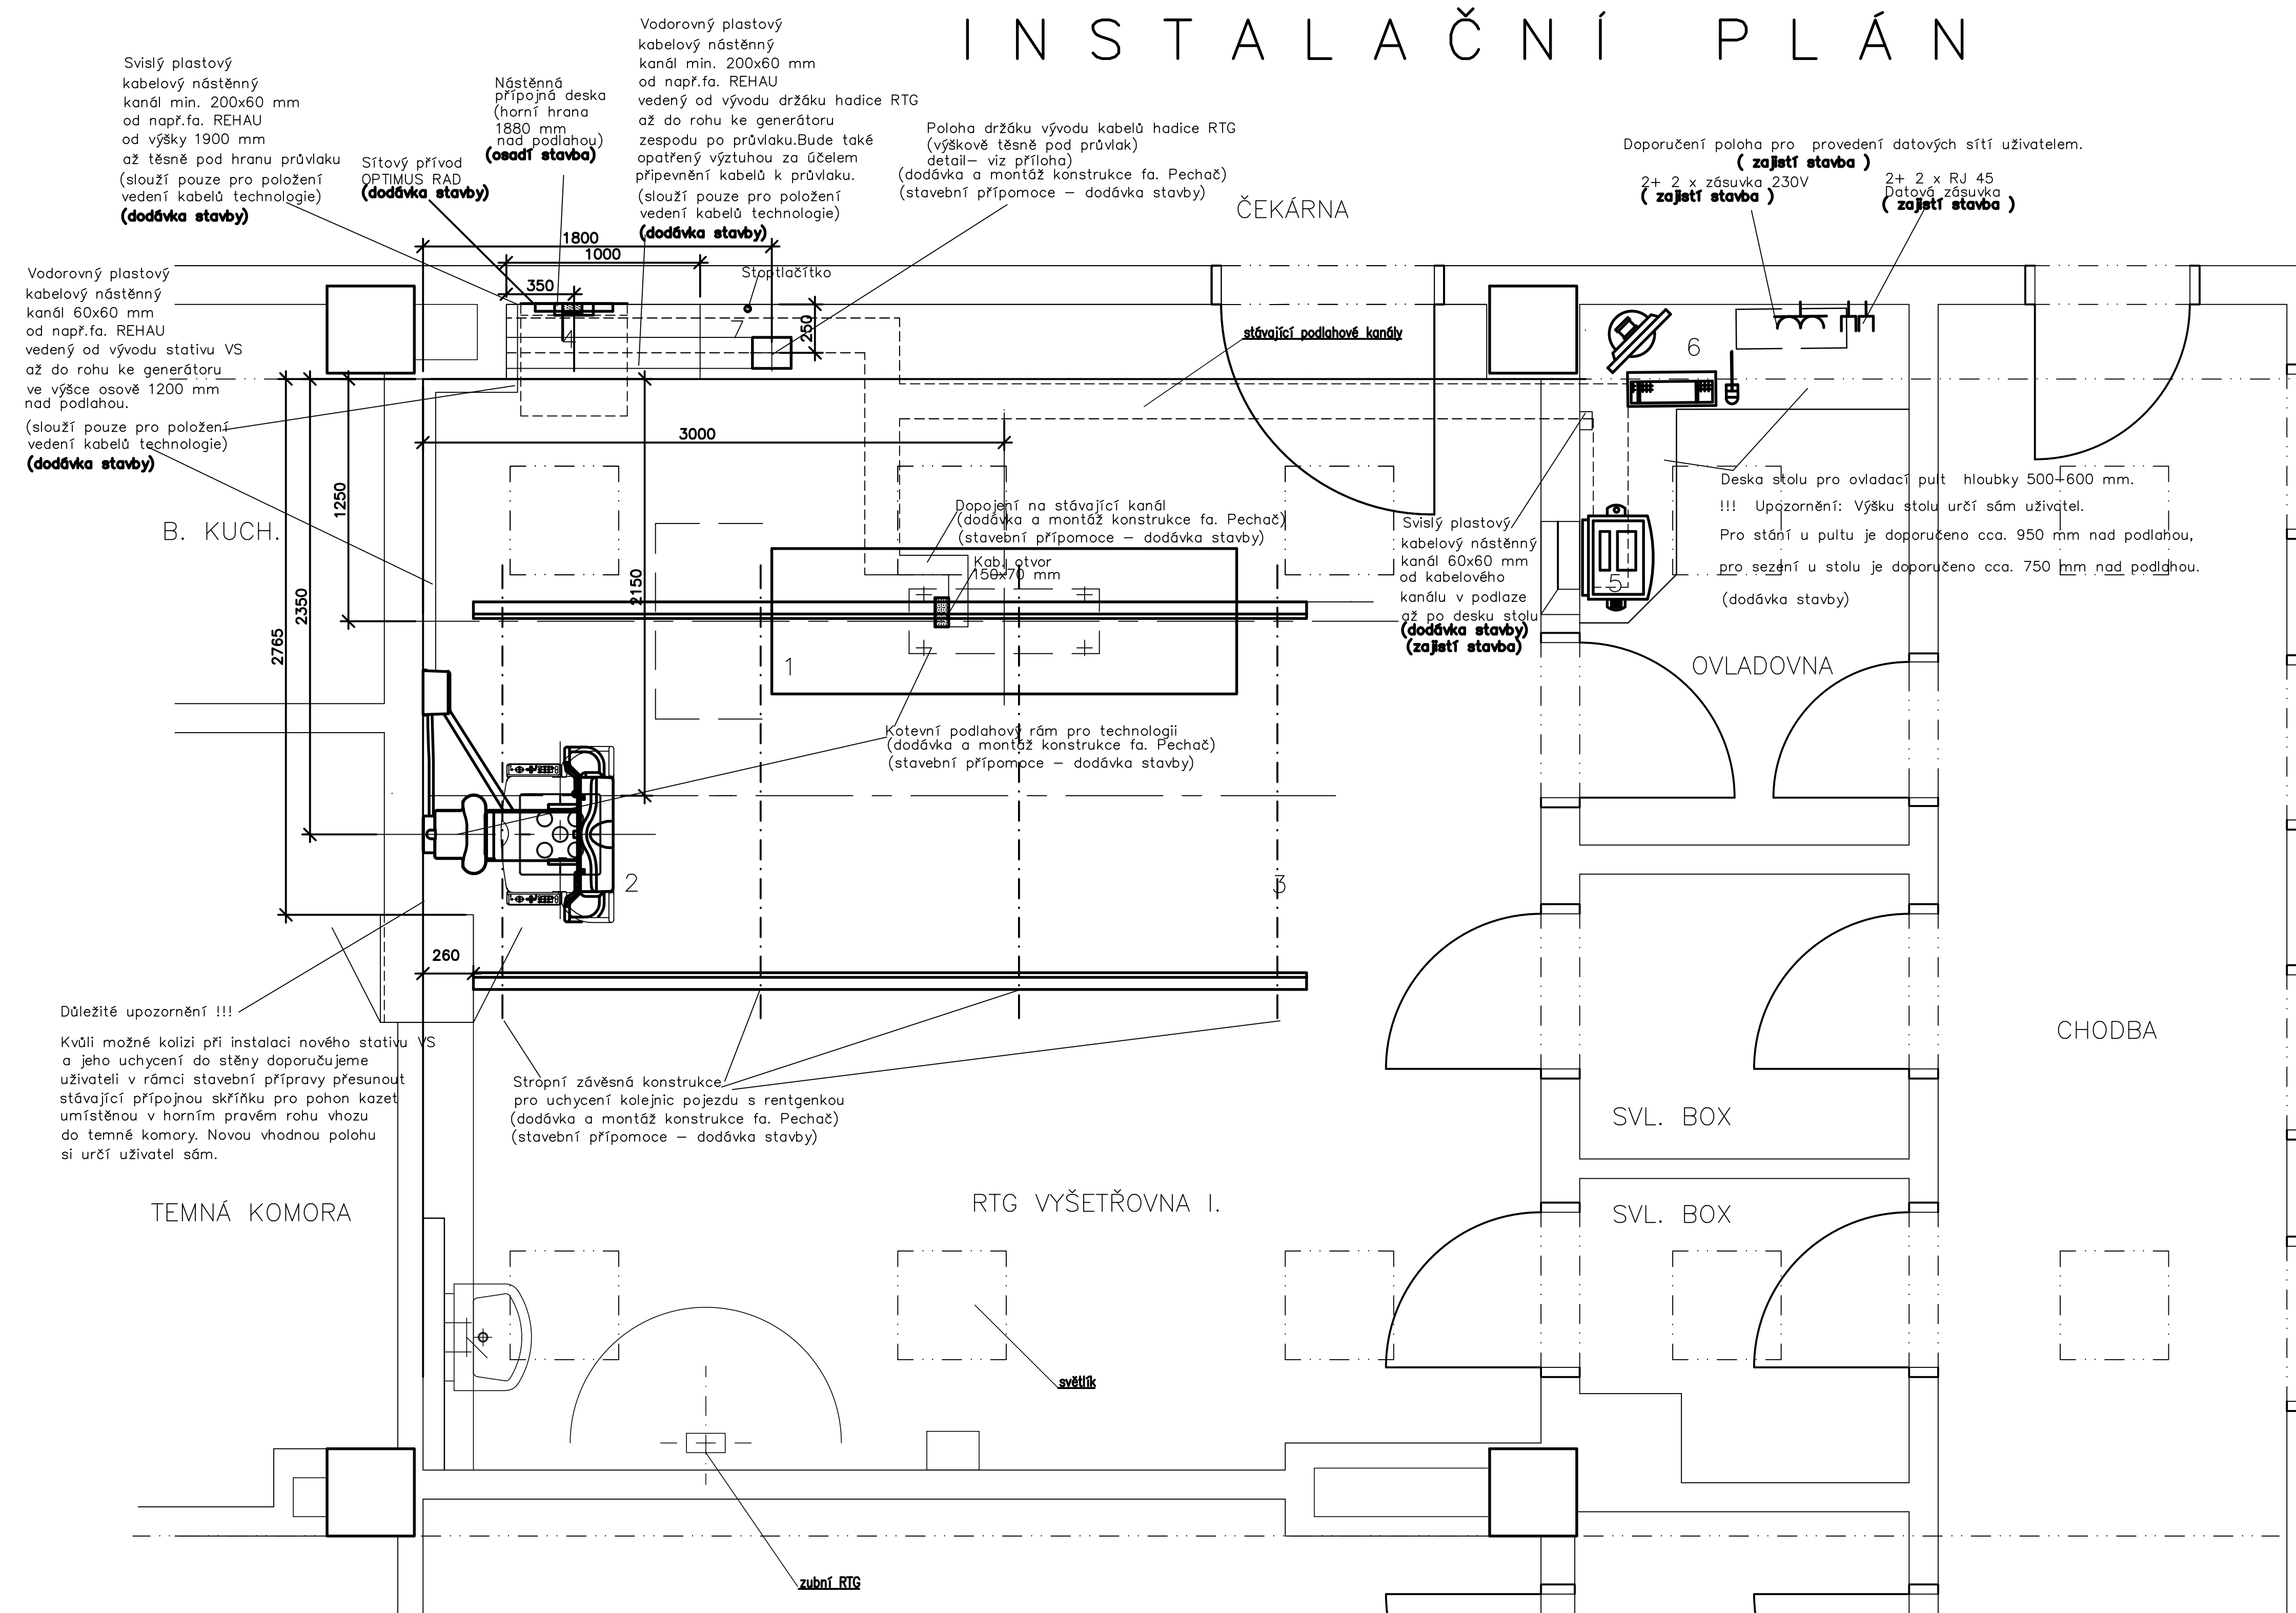 INSTALAČNÍ PLÁN
Svislý plastový
kabelový nástěnný
kanál min. 200x60 mm
od např.fa. REHAU
od výšky 1900 mm
až těsně pod hranu průvlaku
(slouží pouze pro položení
vedení kabelů technologie)
(dodávka stavby)
Sítový přívod
OPTIMUS RAD
(dodávka stavby)
Nástěnná
přípojná deska
(horní hrana
1880 mm
nad podlahou)
(osadí stavba)
Vodorovný plastový
kabelový nástěnný
kanál min. 200x60 mm
od např.fa. REHAU
vedený od vývodu držáku hadice RTG
až do rohu ke generátoru
zespodu po průvlaku.Bude také
opatřený výztuhou za účelem
připevnění kabelů k průvlaku.
(slouží pouze pro položení
vedení kabelů technologie)
(dodávka stavby)
Poloha držáku vývodu kabelů hadice RTG
(výškově těsně pod průvlak)
detail– viz příloha)
(dodávka a montáž konstrukce fa. Pechač)
(stavební přípomoce – dodávka stavby)
ČEKÁRNA
Doporučení poloha pro provedení datových sítí uživatelem.
( zajistí stavba )
2+ 2 x zásuvka 230V
( zajistí stavba )
2+ 2 x RJ 45
Datová zásuvka
( zajistí stavba )
1800
1000
350
Stoptlačítko
250
4
7
6
stávající podlahové kanály
Vodorovný plastový
kabelový nástěnný
kanál 60x60 mm
od např.fa. REHAU
vedený od vývodu stativu VS
až do rohu ke generátoru
ve výšce osově 1200 mm
nad podlahou.
(slouží pouze pro položení
vedení kabelů technologie)
(dodávka stavby)
3000
1250
2350
2765
2150
B. KUCH.
Dopojení na stávající kanál
(dodávka a montáž konstrukce fa. Pechač)
(stavební přípomoce – dodávka stavby)
Kab. otvor
150x70 mm
Svislý plastový
kabelový nástěnný
kanál 60x60 mm
od kabelového
kanálu v podlaze
až po desku stolu
(dodávka stavby)
(zajistí stavba)
5
Deska stolu pro ovladací pult hloubky 500–600 mm.
!!! Upozornění: Výšku stolu určí sám uživatel.
Pro stání u pultu je doporučeno cca. 950 mm nad podlahou,
pro sezení u stolu je doporučeno cca. 750 mm nad podlahou.
(dodávka stavby)
1
OVLADOVNA
Kotevní podlahový rám pro technologii
(dodávka a montáž konstrukce fa. Pechač)
(stavební přípomoce – dodávka stavby)
2
3
260
Důležité upozornění !!!
Kvůli možné kolizi při instalaci nového stativu VS
a jeho uchycení do stěny doporučujeme
uživateli v rámci stavební přípravy přesunout
stávající přípojnou skříňku pro pohon kazet
umístěnou v horním pravém rohu vhozu
do temné komory. Novou vhodnou polohu
si určí uživatel sám.
Stropní závěsná konstrukce
pro uchycení kolejnic pojezdu s rentgenkou
(dodávka a montáž konstrukce fa. Pechač)
(stavební přípomoce – dodávka stavby)
CHODBA
SVL. BOX
TEMNÁ KOMORA
RTG VYŠETŘOVNA I.
SVL. BOX
světlík
zubní RTG